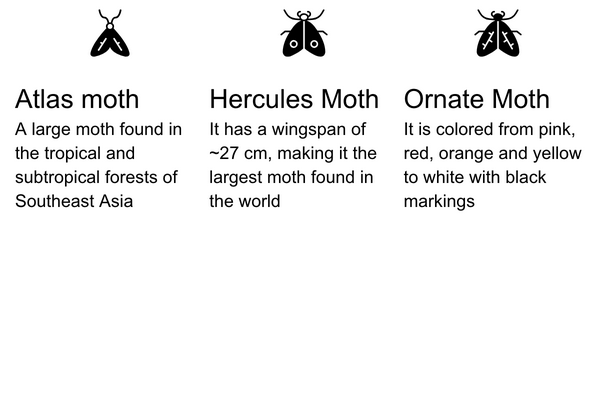 Atlas moth
A large moth found in
the tropical and
subtropical forests of
Southeast Asia
Hercules Moth
It has a wingspan of
~27 cm, making it the
largest moth found in
the world
Ornate Moth
It is colored from pink,
red, orange and yellow
to white with black
markings